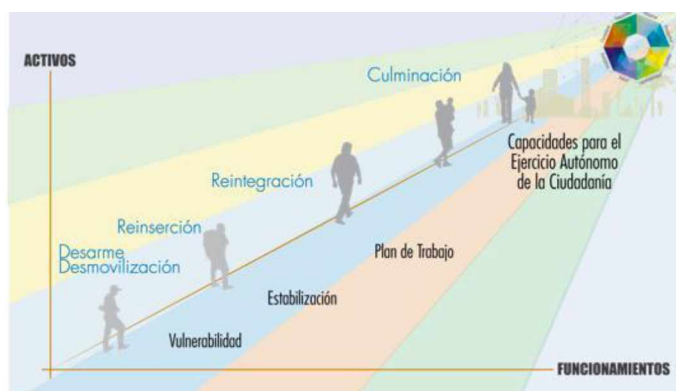 ACTIVOS
Culminación
Capacidades para el
Ejercicio Autónomo
de la Ciudadanía
Reintegración
Reinserción
Plan de Trabajo
Desarme
Desmovilización
Estabilización
Vulnerabilidad
FUNCIONAMIENTOS